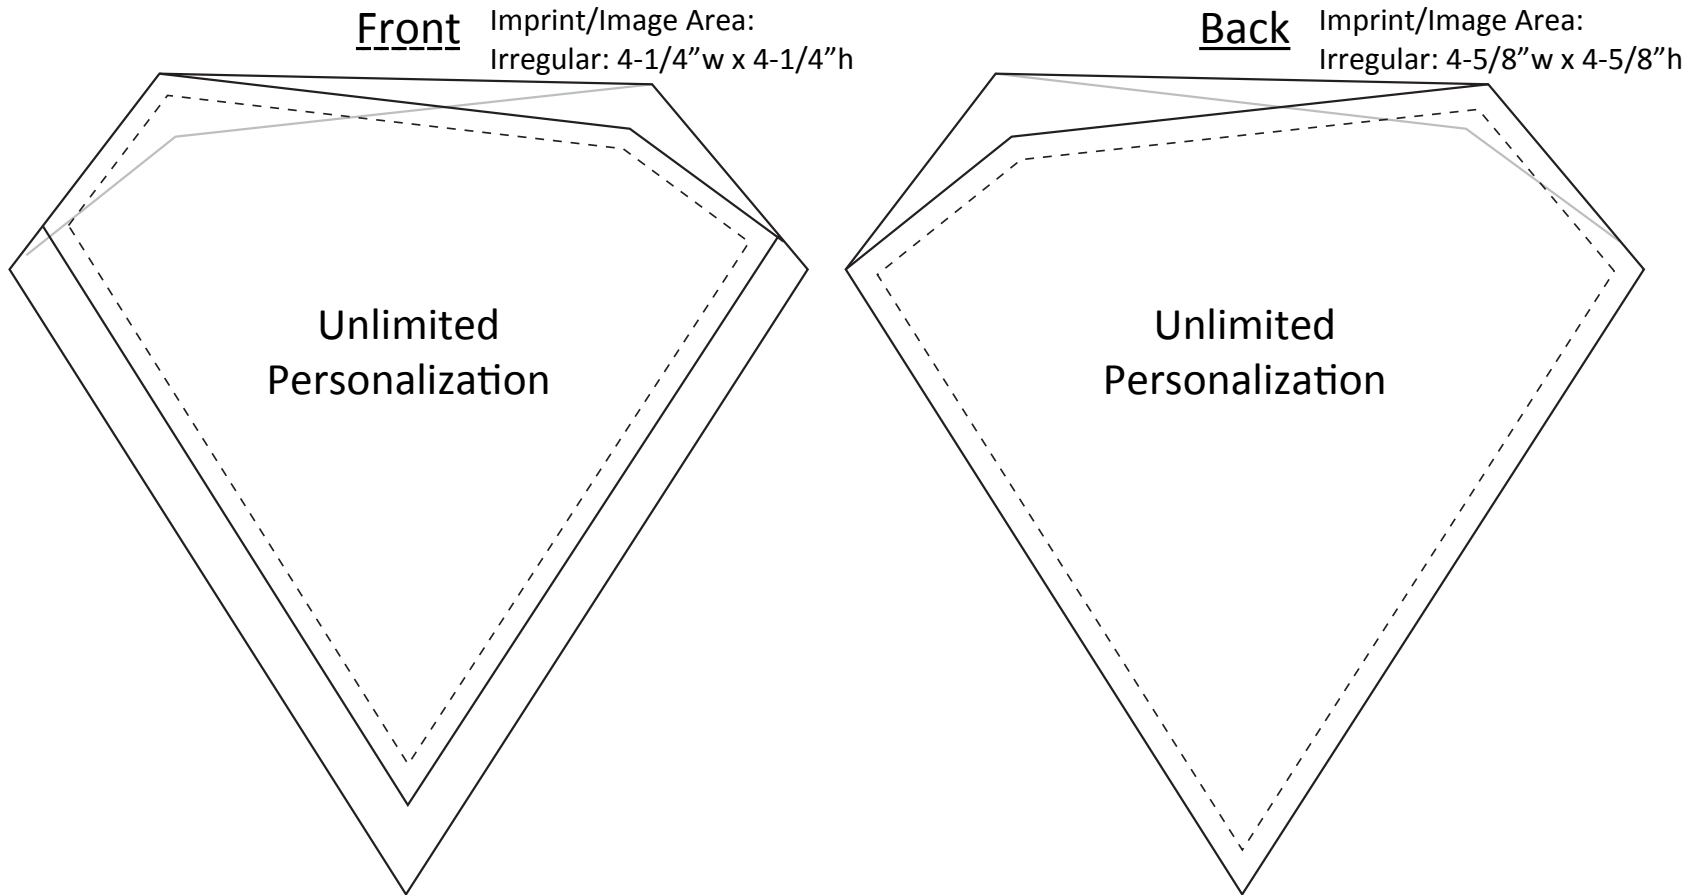 Front
Imprint/Image Area:
Irregular: 4-1/4”w x 4-1/4”h
Unlimited
Personalization
Back
Imprint/Image Area:
Irregular: 4-5/8”w x 4-5/8”h
Unlimited
Personalization